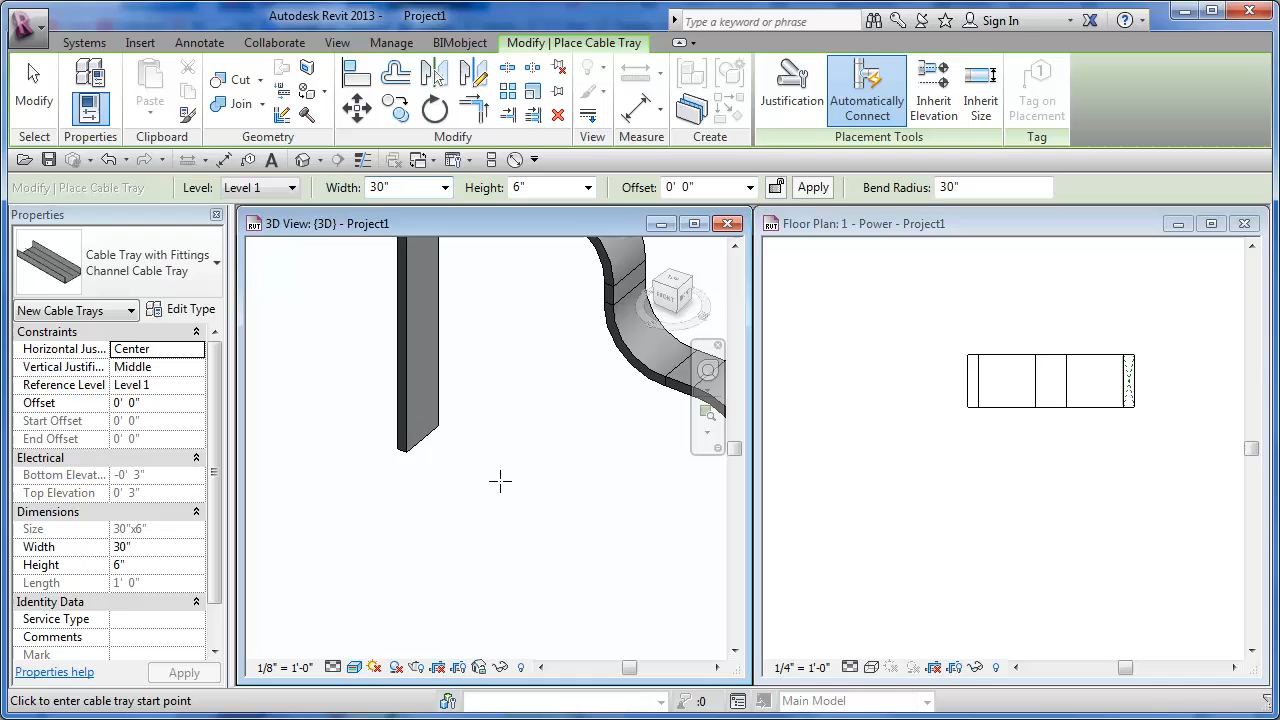 Autodesk Revit 2013 - Project1
Type a keyword or phrase
Sign In
Systems Insert Annotate Collaborate View Manage BIMobject Modify | Place Cable Tray
Modify
Paste
Cut
Join
Justification
Automatically Connect
Inherit Elevation
Inherit Size
Tag on Placement
Select Properties Clipboard Geometry Modify View Measure Create Placement Tools Tag
Modify | Place Cable Tray Level: Level 1 Width: 30" Height: 6" Offset: 0' 0" Apply Bend Radius: 30"
Properties
3D View: {3D} - Project1
Floor Plan: 1 - Power - Project1
Cable Tray with Fittings
Channel Cable Tray
New Cable Trays Edit Type
Constraints
Horizontal Jus... Center
Vertical Justifi... Middle
Reference Level Level 1
Offset 0' 0"
Start Offset 0' 0"
End Offset 0' 0"
Electrical
Bottom Elevat... -0' 3"
Top Elevation 0' 3"
Dimensions
Size 30"x6"
Width 30"
Height 6"
Length 1' 0"
Identity Data
Service Type
Comments
Mark
Properties help Apply
FRONT
1/8" = 1'-0"
1/4" = 1'-0"
Click to enter cable tray start point
:0
Main Model